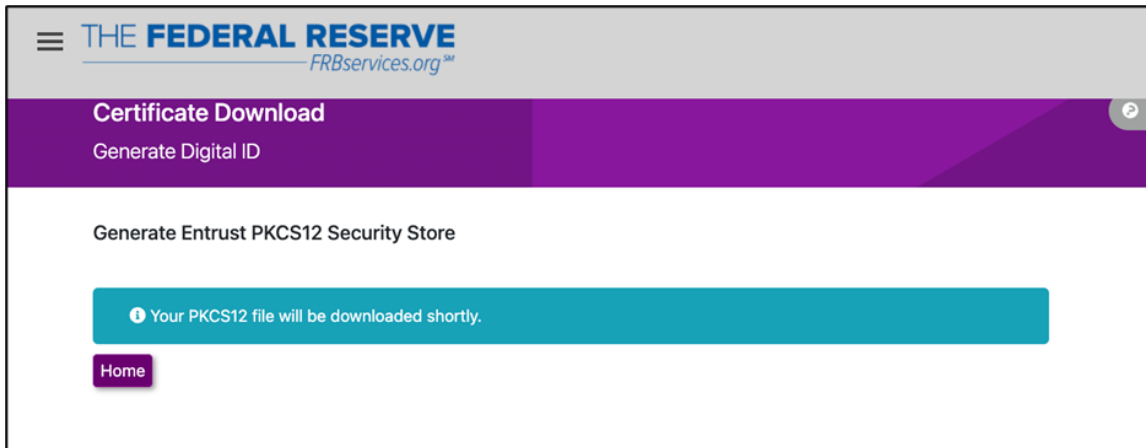 THE FEDERAL RESERVE
FRBservices.org℠
Certificate Download
Generate Digital ID
Generate Entrust PKCS12 Security Store
Your PKCS12 file will be downloaded shortly.
Home